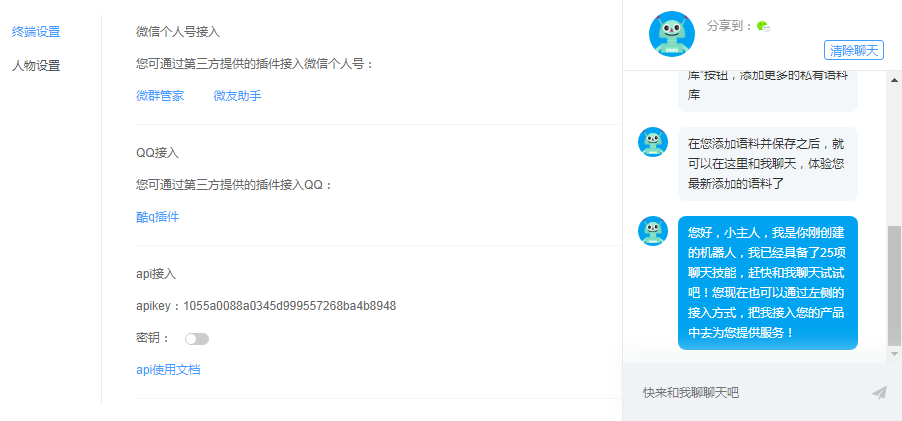 终端设置
人物设置
微信个人号接入
您可通过第三方提供的插件接入微信个人号：
微群管家 微友助手
QQ接入
您可通过第三方提供的插件接入QQ：
酷q插件
api接入
apikey：1055a0088a0345d999557268ba4b8948
密钥：
api使用文档
分享到：
清除聊天
库"按钮，添加更多的私有语料
库
在您添加语料并保存之后，就
可以在这里和我聊天，体验您
最新添加的语料了
您好，小主人，我是你刚创建
的机器人，我已经具备了25项
聊天技能，赶快和我聊天试试
吧！您现在也可以通过左侧的
接入方式，把我接入您的产品
中去为您提供服务！
快来和我聊聊天吧